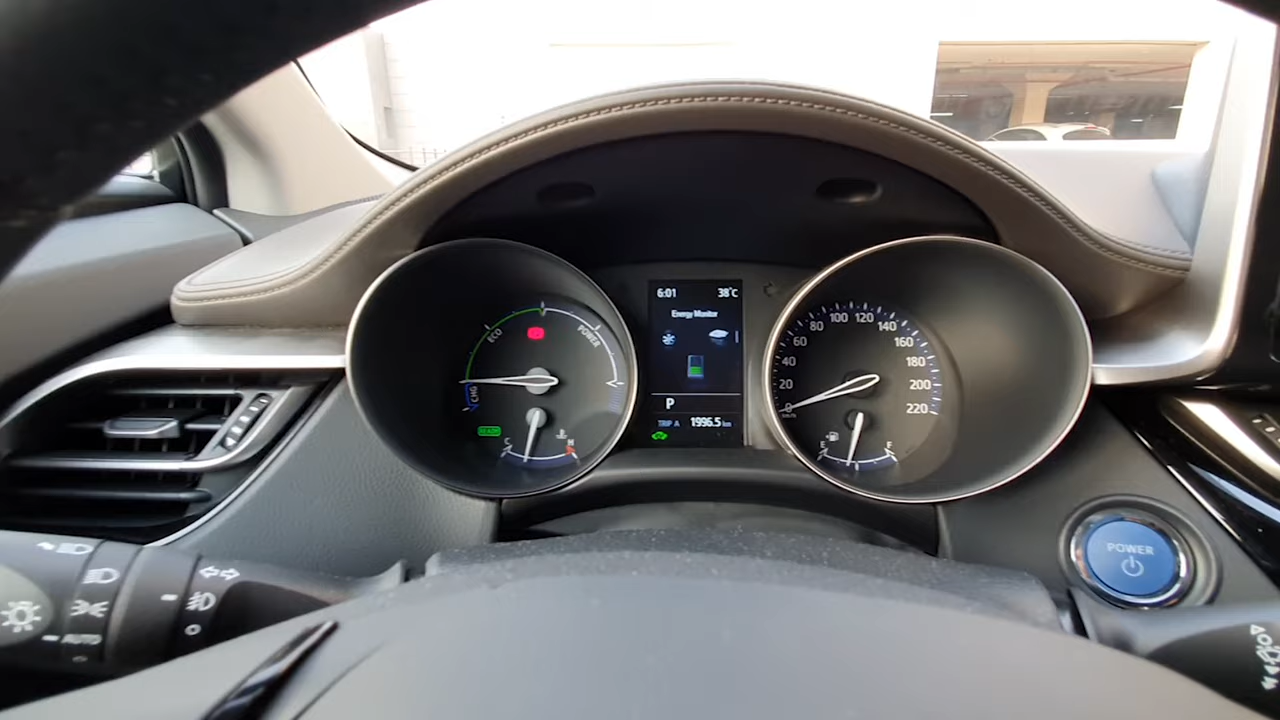 6:01 38°C
Energy Monitor
P
TRIP A 1996.5 km
ECO
POWER
CHG
READY
C
H
0
20
40
60
80
100
120
140
160
180
200
220
E
F
POWER
AUTO